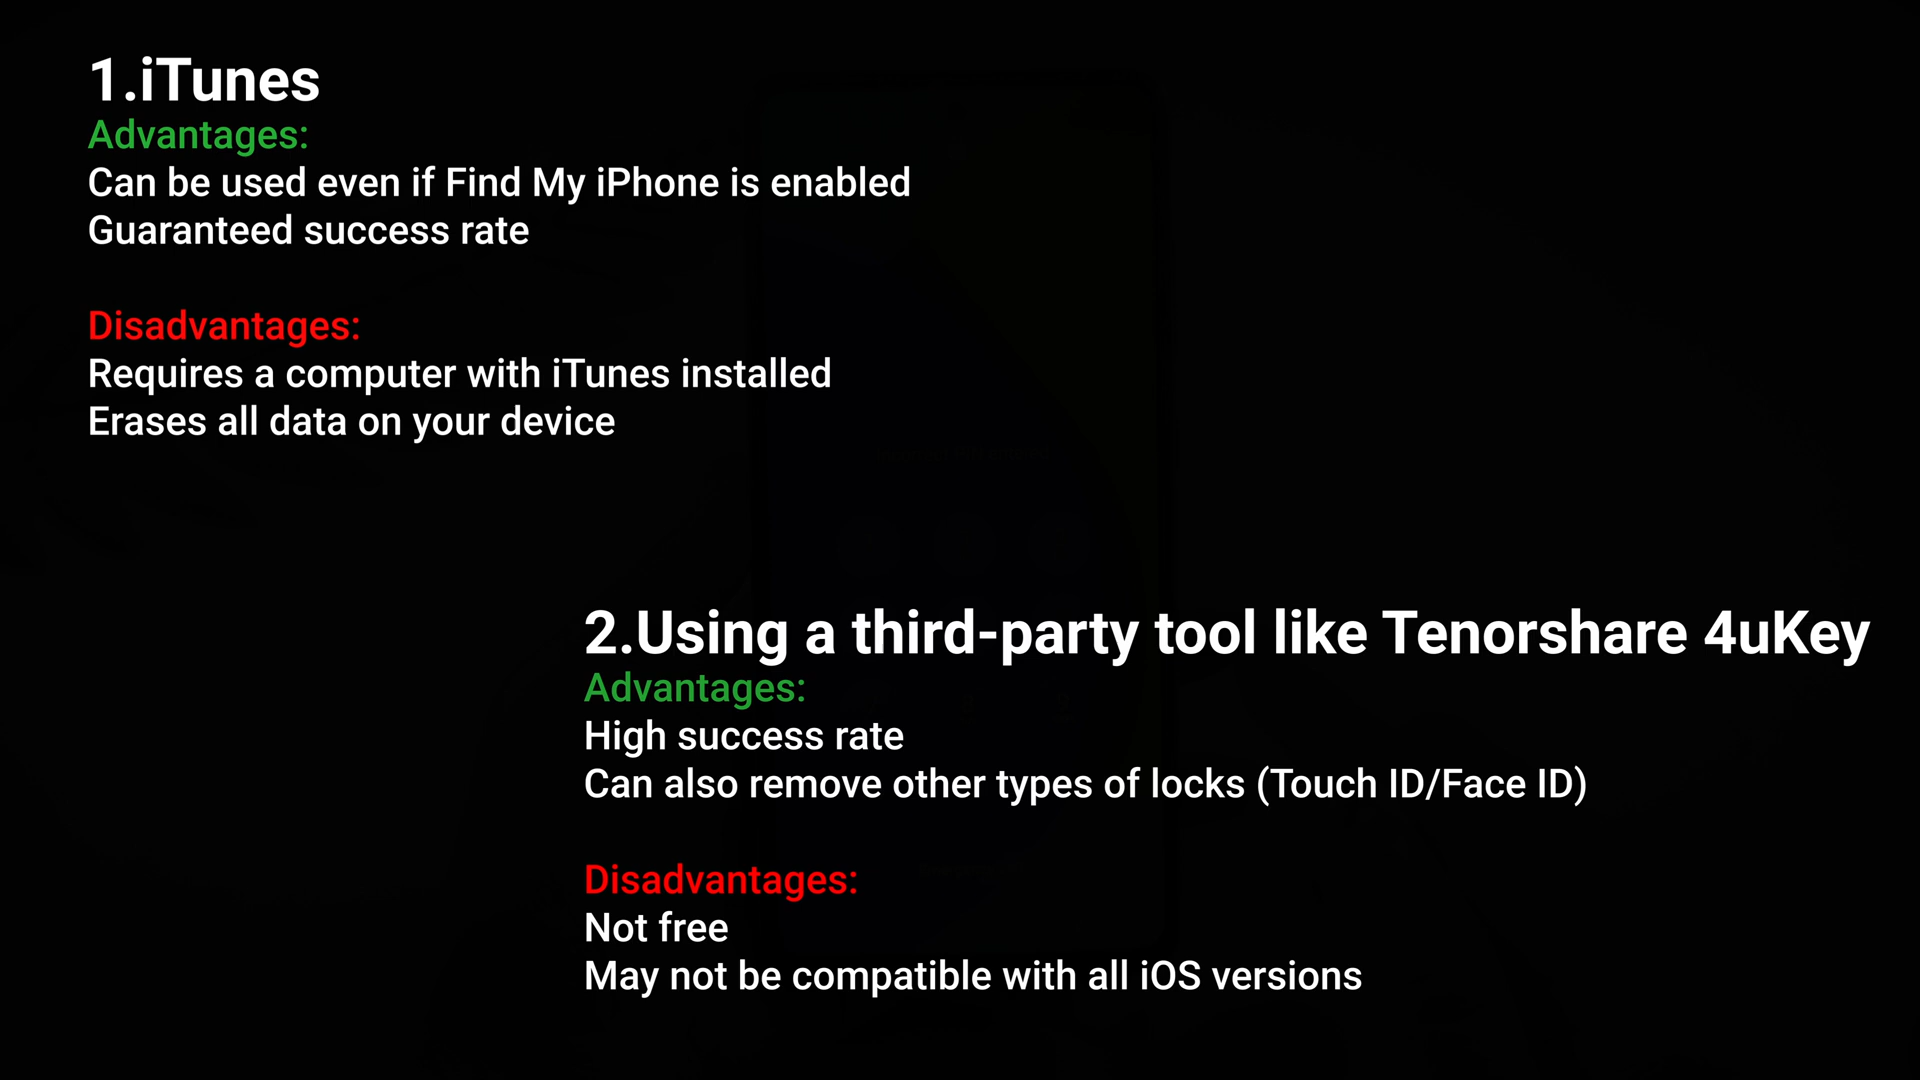 1.iTunes
Advantages:
Can be used even if Find My iPhone is enabled
Guaranteed success rate
Disadvantages:
Requires a computer with iTunes installed
Erases all data on your device
2.Using a third-party tool like Tenorshare 4uKey
Advantages:
High success rate
Can also remove other types of locks (Touch ID/Face ID)
Disadvantages:
Not free
May not be compatible with all iOS versions